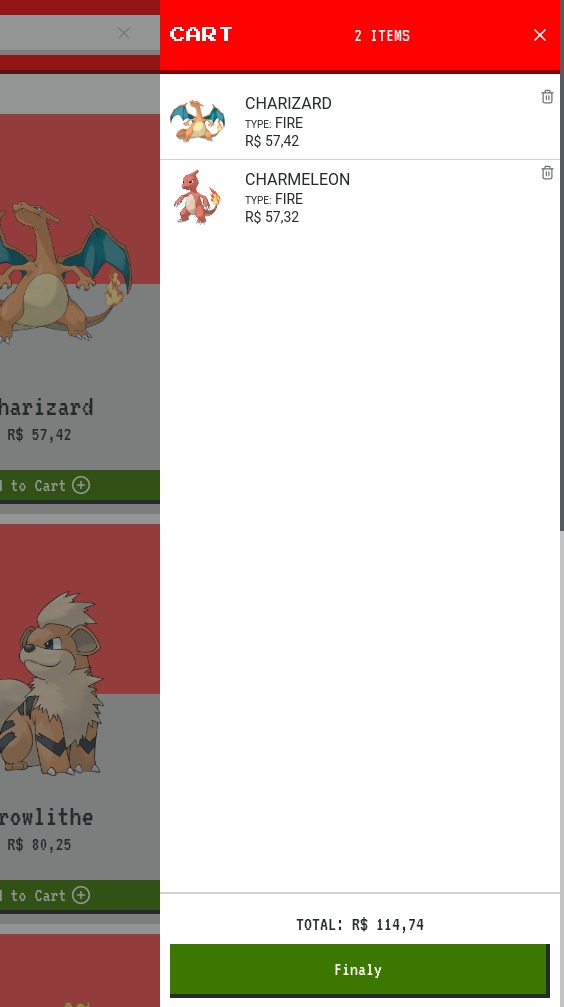 CART
2 ITEMS
CHARIZARD
TYPE: FIRE
R$ 57,42
CHARMELEON
TYPE: FIRE
R$ 57,32
harizard
R$ 57,42
to Cart
rowlithe
R$ 80,25
to Cart
TOTAL: R$ 114,74
Finaly